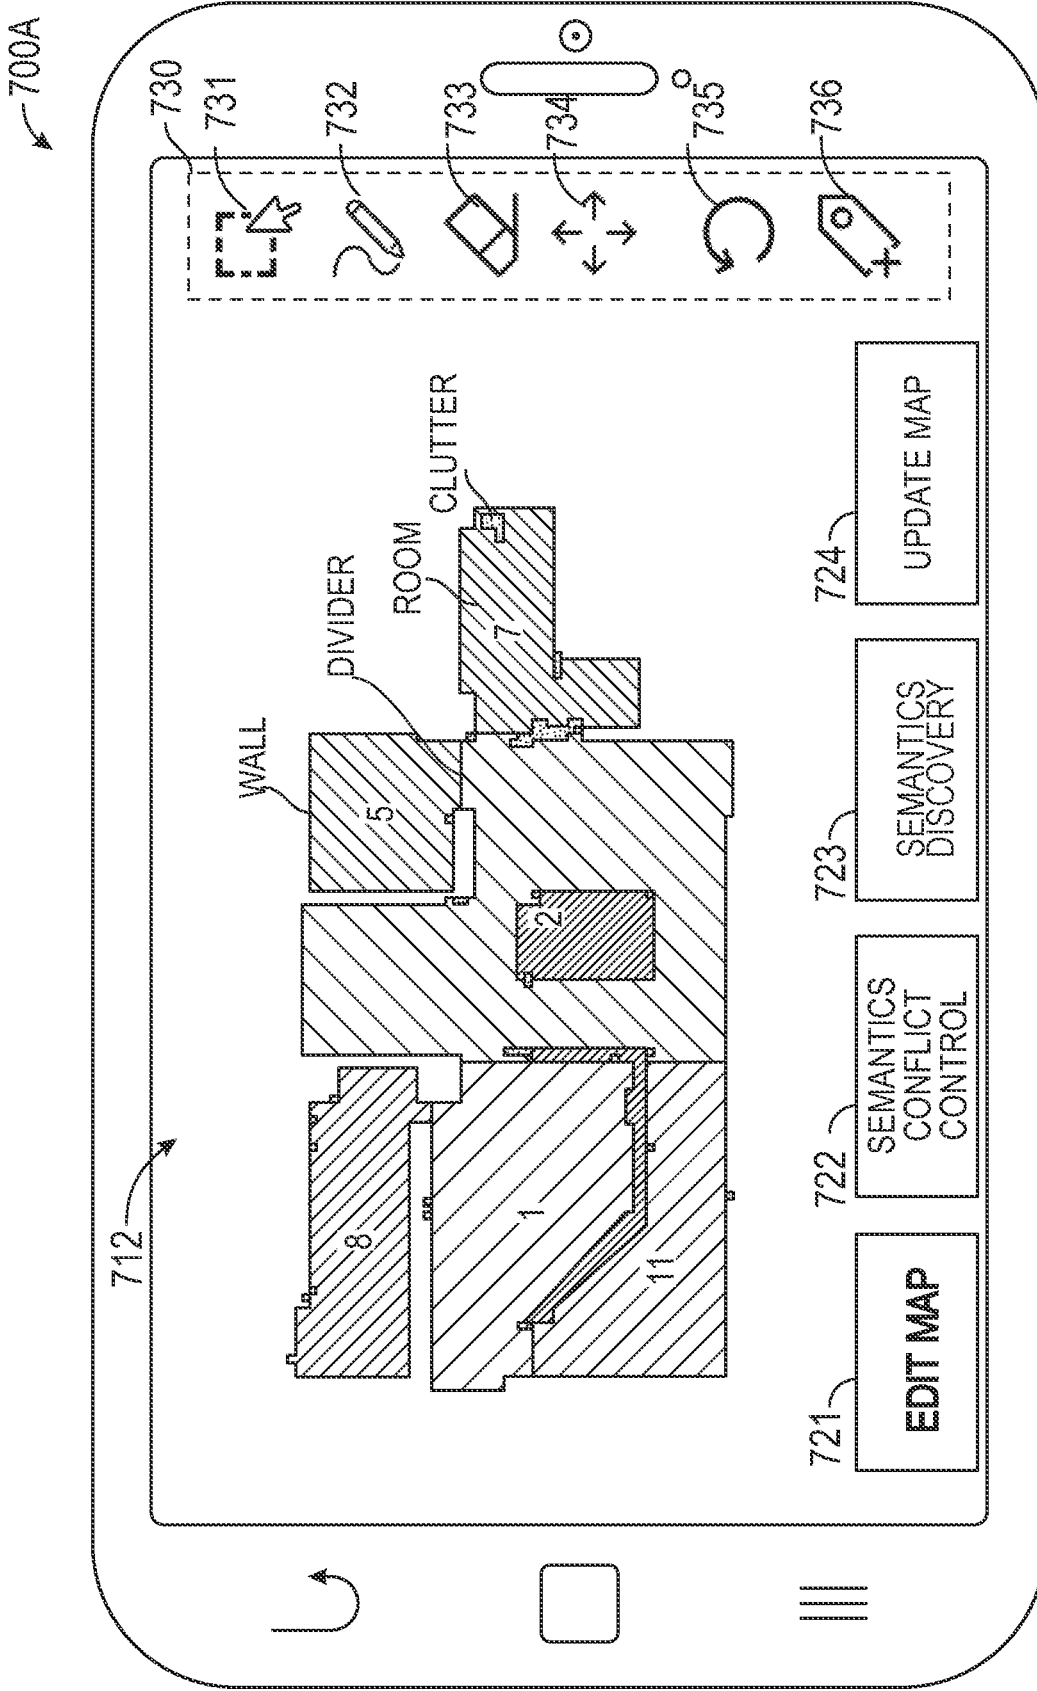 700A
712
WALL
DIVIDER
ROOM
CLUTTER
8
5
7
2
1
11
730
731
732
733
734
735
736
721
EDIT MAP
722
SEMANTICS
CONFLICT
CONTROL
723
SEMANTICS
DISCOVERY
724
UPDATE MAP